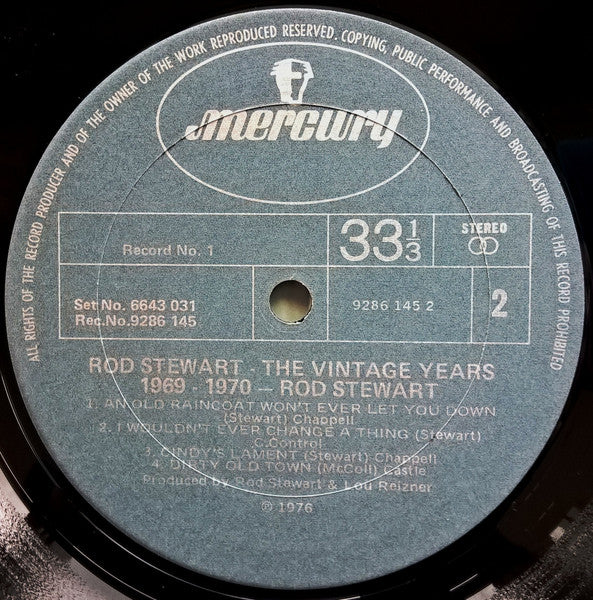 ALL RIGHTS OF THE RECORD PRODUCER AND OF THE OWNER OF THE WORK REPRODUCED RESERVED. COPYING, PUBLIC PERFORMANCE AND BROADCASTING OF THIS RECORD PROHIBITED
mercury
Record No. 1
33 1/3
STEREO
Set No. 6643 031
Rec.No.9286 145
9286 145 2
2
ROD STEWART - THE VINTAGE YEARS
1969 - 1970 — ROD STEWART
1. AN OLD RAINCOAT WON'T EVER LET YOU DOWN
(Stewart) Chappell
2. I WOULDN'T EVER CHANGE A THING (Stewart)
C.Control
3. CINDY'S LAMENT (Stewart) Chappell
4. DIRTY OLD TOWN (McColl) Castle
Produced by Rod Stewart & Lou Reizner
℗ 1976